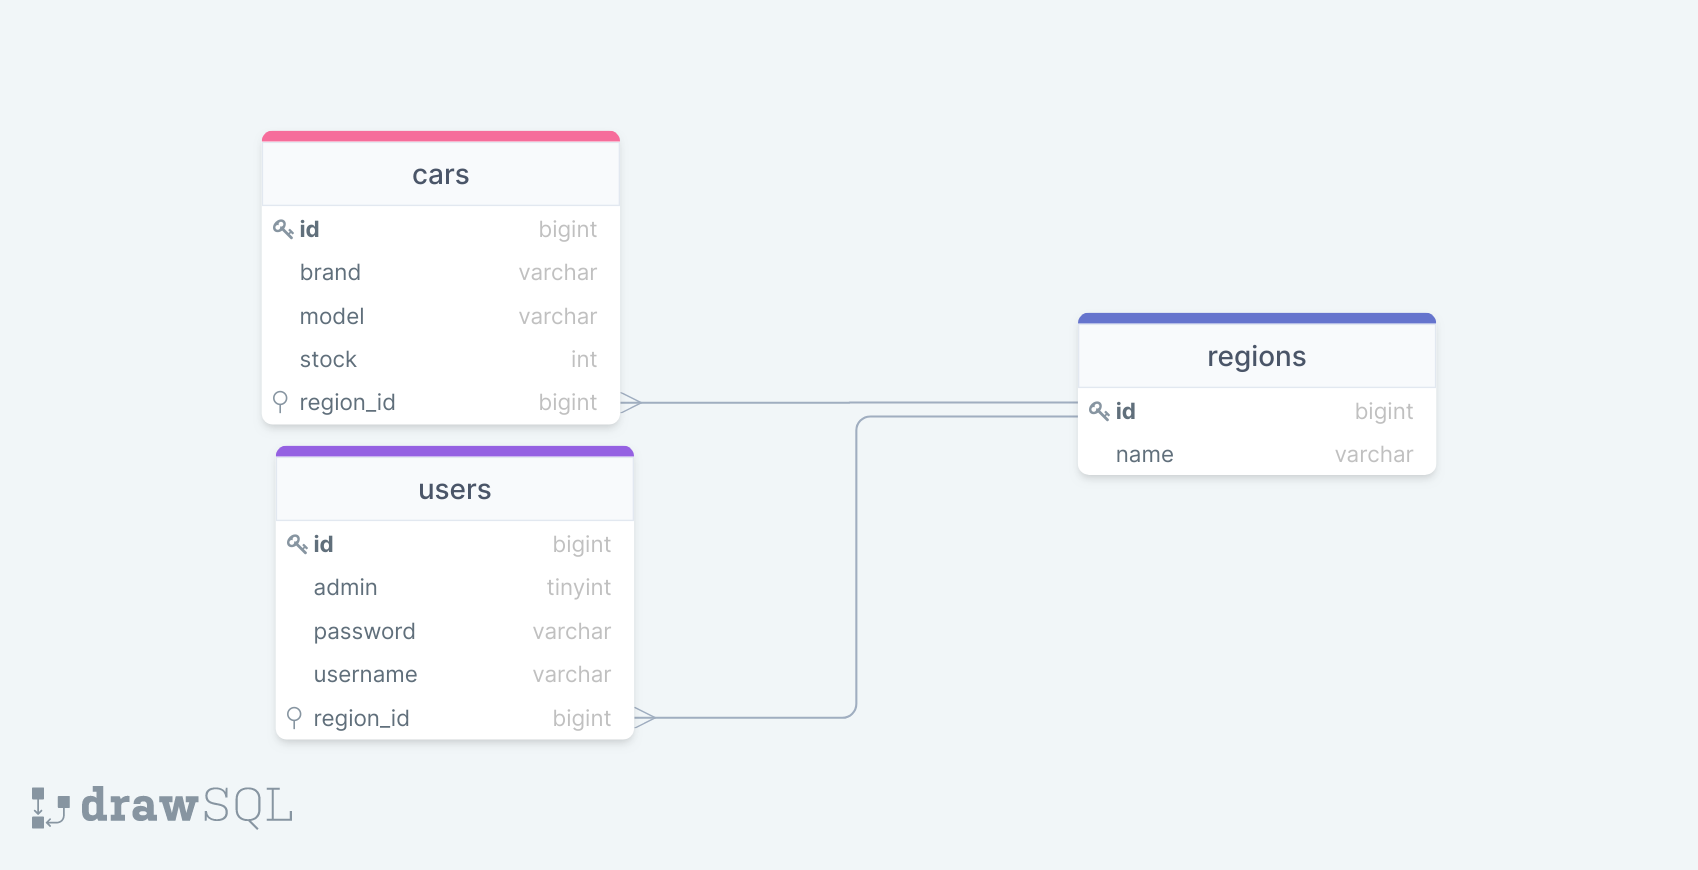 cars
id bigint
brand varchar
model varchar
stock int
region_id bigint
users
id bigint
admin tinyint
password varchar
username varchar
region_id bigint
regions
id bigint
name varchar
drawSQL